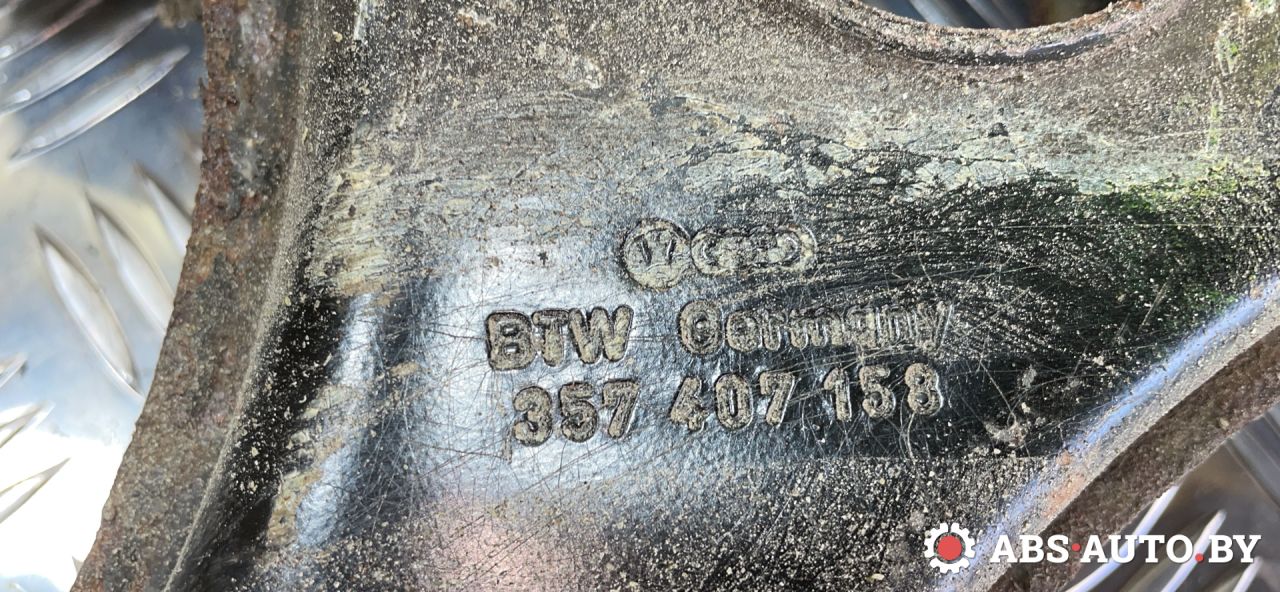 BTW Germany
357 407 158
ABS·AUTO.BY